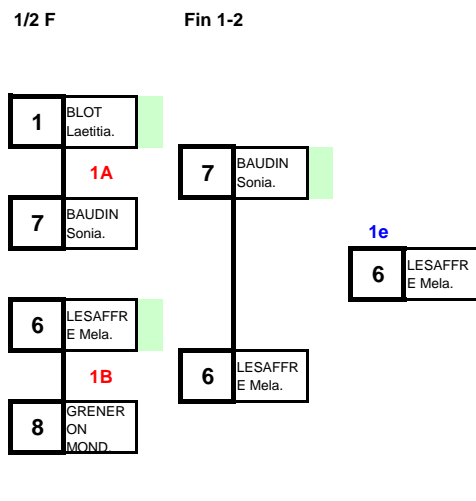 1/2 F
Fin 1-2
1
BLOT
Laetitia.
1A
7
BAUDIN
Sonia.
7
BAUDIN
Sonia.
1e
6
LESAFFR
E Mela.
6
LESAFFR
E Mela.
1B
6
LESAFFR
E Mela.
8
GRENER
ON
MOND.